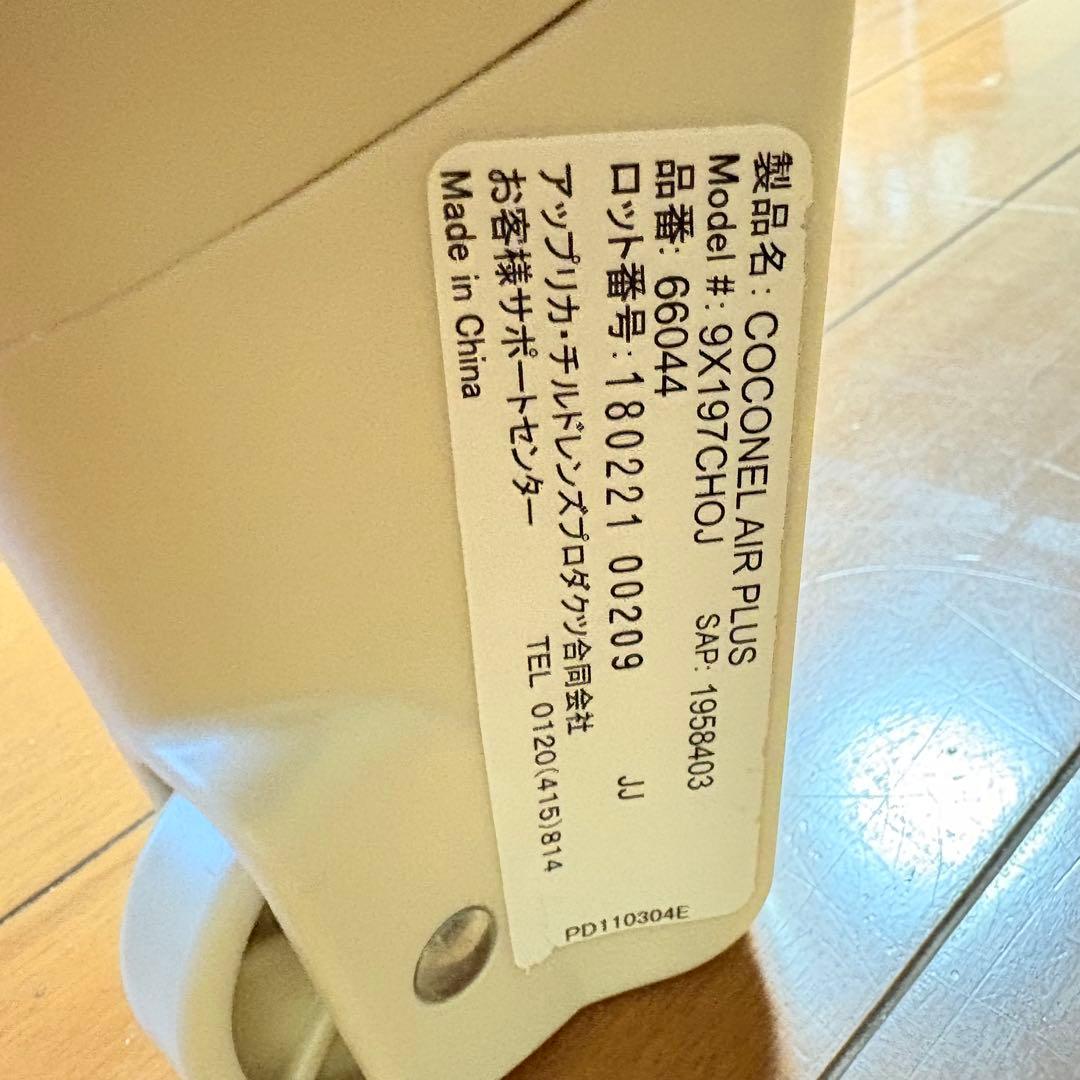 製品名: COCONEL AIR PLUS
Model #: 9X197CHOJ SAP: 1958403
品番: 66044
ロット番号: 180221 00209 JJ
アップリカ・チルドレンズプロダクツ合同会社
お客様サポートセンター TEL 0120(415)814
Made in China
PD110304E